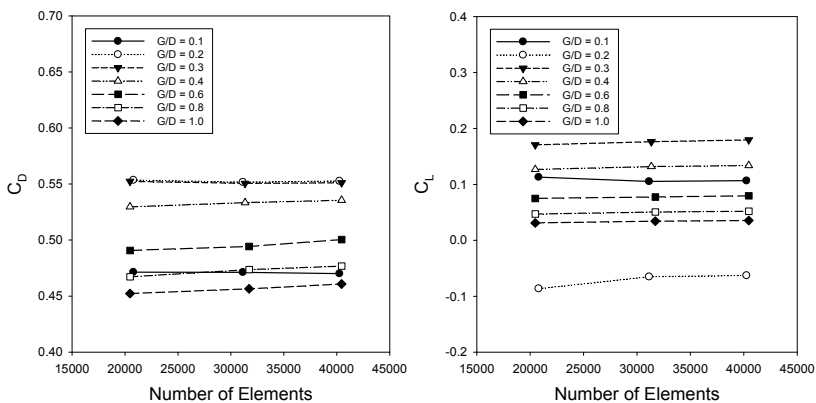 0.70
0.65
0.60
0.55
0.50
0.45
0.40
C_D
G/D = 0.1
G/D = 0.2
G/D = 0.3
G/D = 0.4
G/D = 0.6
G/D = 0.8
G/D = 1.0
15000 20000 25000 30000 35000 40000 45000
Number of Elements
0.4
0.3
0.2
0.1
0.0
-0.1
-0.2
C_L
G/D = 0.1
G/D = 0.2
G/D = 0.3
G/D = 0.4
G/D = 0.6
G/D = 0.8
G/D = 1.0
15000 20000 25000 30000 35000 40000 45000
Number of Elements